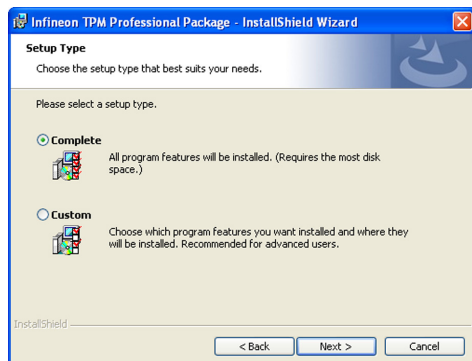 Infineon TPM Professional Package - InstallShield Wizard
Setup Type
Choose the setup type that best suits your needs.
Please select a setup type.
Complete
All program features will be installed. (Requires the most disk
space.)
Custom
Choose which program features you want installed and where they
will be installed. Recommended for advanced users.
InstallShield
< Back Next > Cancel